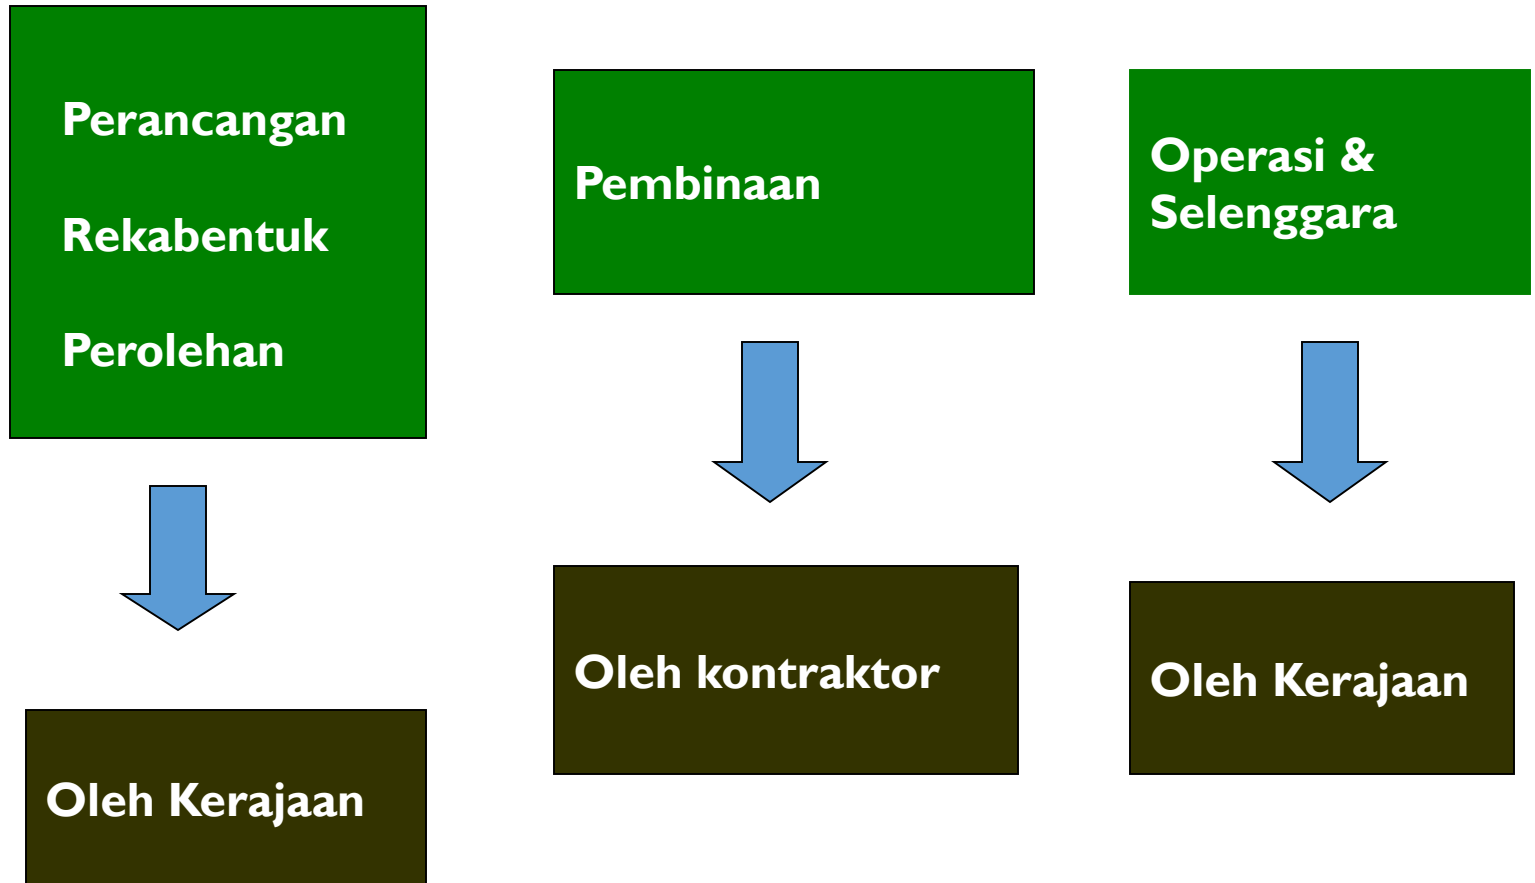 Perancangan
Rekabentuk
Perolehan
Oleh Kerajaan
Pembinaan
Oleh kontraktor
Operasi &
Selenggara
Oleh Kerajaan